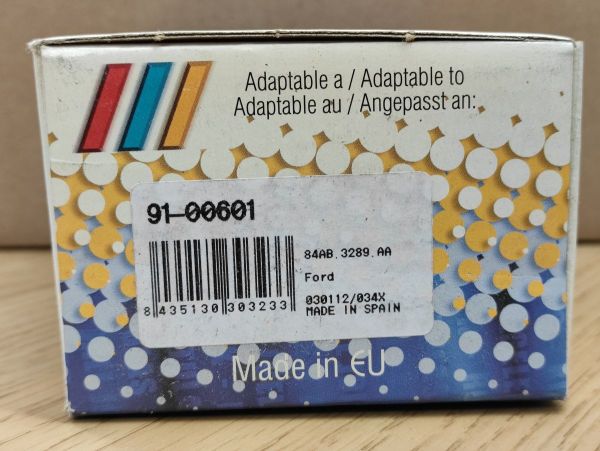 Adaptable a / Adaptable to
Adaptable au / Angepasst an:
91-00601
84AB.3289.AA
Ford
030112/034X
MADE IN SPAIN
8 435130 303233
Made in EU